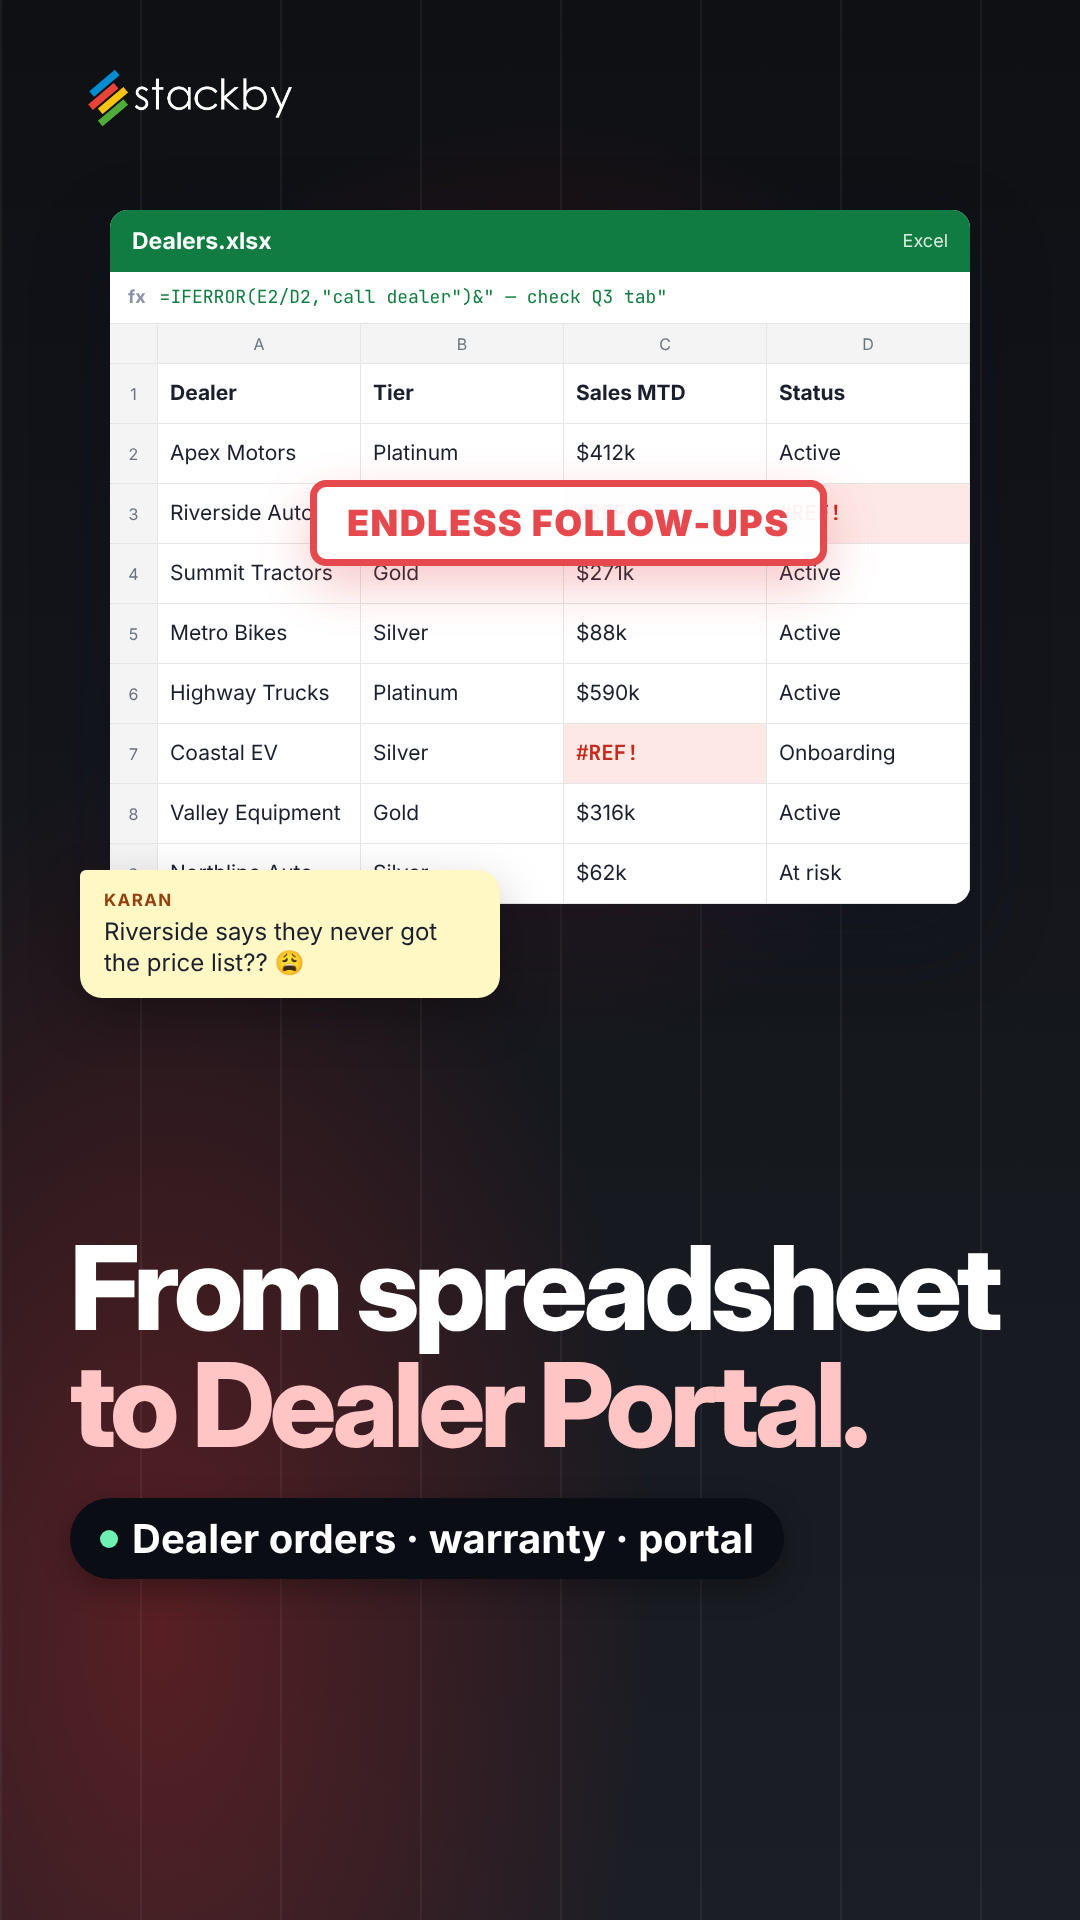 stackby
Dealers.xlsx Excel
fx =IFERROR(E2/D2,"call dealer")&" — check Q3 tab"
A B C D
1 Dealer Tier Sales MTD Status
2 Apex Motors Platinum $412k Active
3 Riverside Auto
ENDLESS FOLLOW-UPS
4 Summit Tractors Gold $271k Active
5 Metro Bikes Silver $88k Active
6 Highway Trucks Platinum $590k Active
7 Coastal EV Silver #REF! Onboarding
8 Valley Equipment Gold $316k Active
$62k At risk
KARAN
Riverside says they never got
the price list?? 😩
From spreadsheet
to Dealer Portal.
Dealer orders · warranty · portal